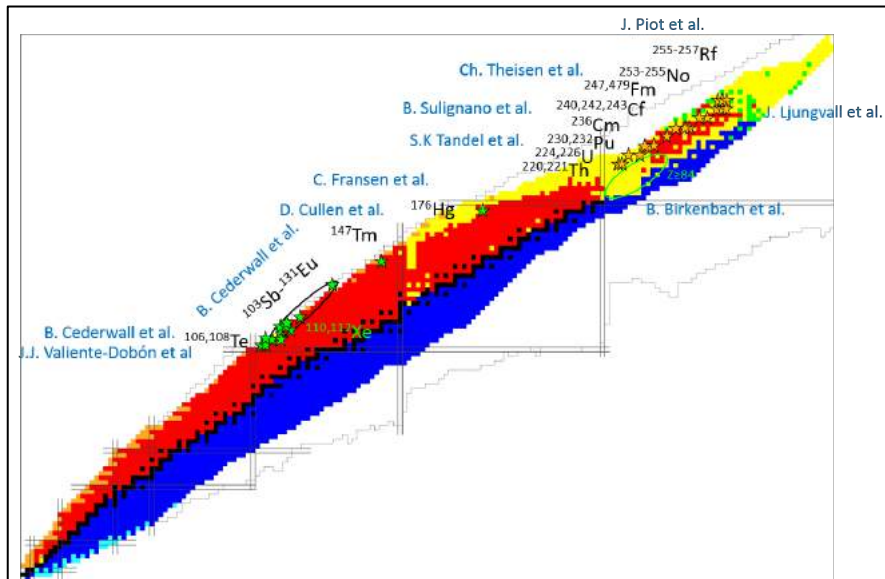 J. Piot et al.
255-257Rf
Ch. Theisen et al.
253-255No
247,479Fm
B. Sulignano et al.
240,242,243Cf
J. Ljungvall et al.
236Cm
S.K Tandel et al.
230,232Pu
224,226U
220,221Th
Z≥84
C. Fransen et al.
176Hg
B. Birkenbach et al.
D. Cullen et al.
147Tm
B. Cederwall et al.
103Sb-131Eu
B. Cederwall et al.
106,108Te
110,112Xe
J.J. Valiente-Dobón et al